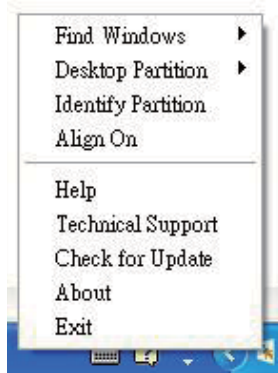 Find Windows
Desktop Partition
Identify Partition
Align On
Help
Technical Support
Check for Update
About
Exit